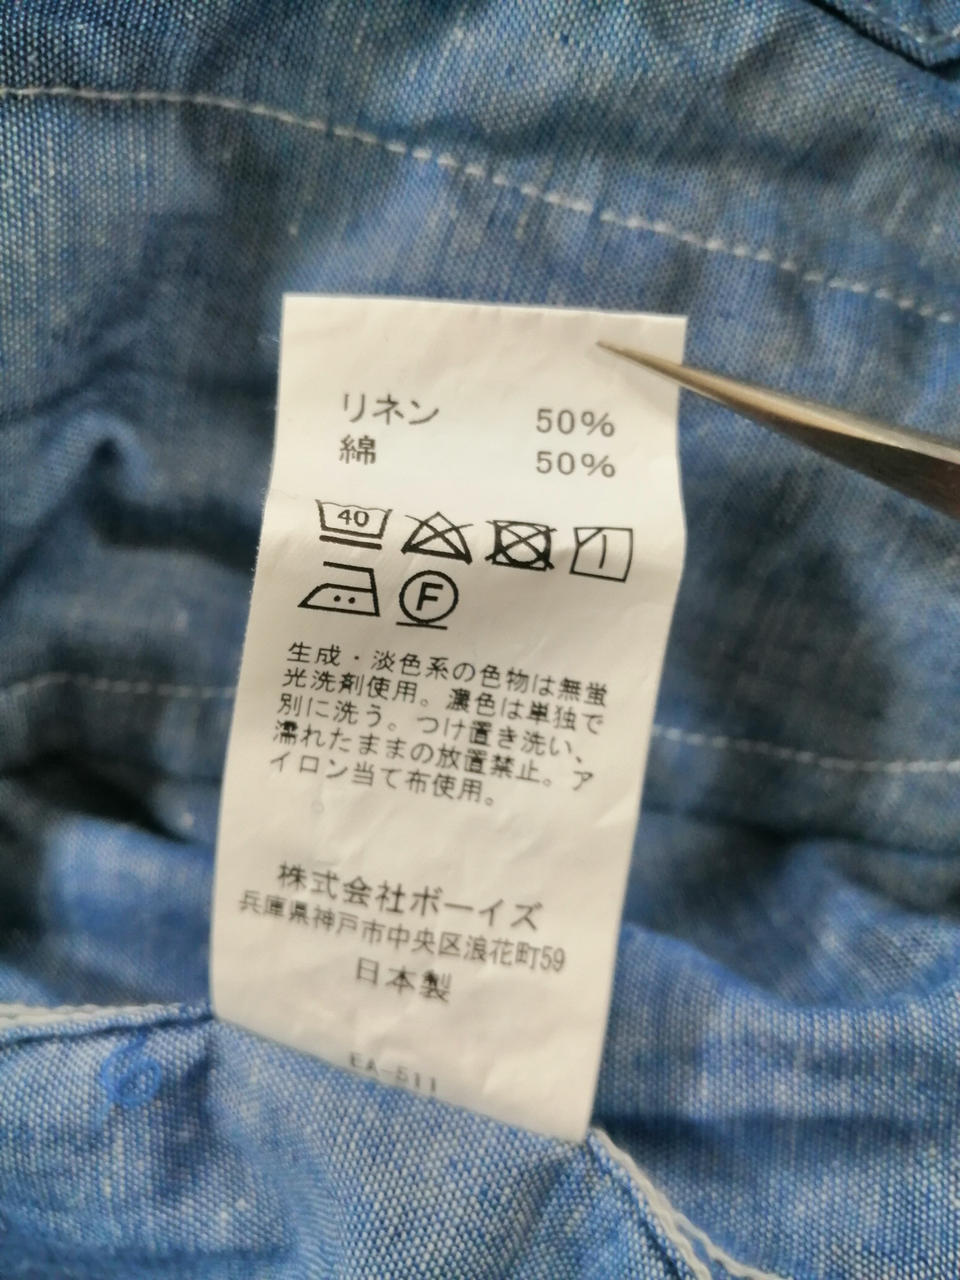 リネン 50%
綿 50%
40
F
生成・淡色系の色物は無蛍
光洗剤使用。濃色は単独で
別に洗う。つけ置き洗い、
濡れたままの放置禁止。ア
イロン当て布使用。
株式会社ボーイズ
兵庫県神戸市中央区浪花町59
日本製
EA-511
6